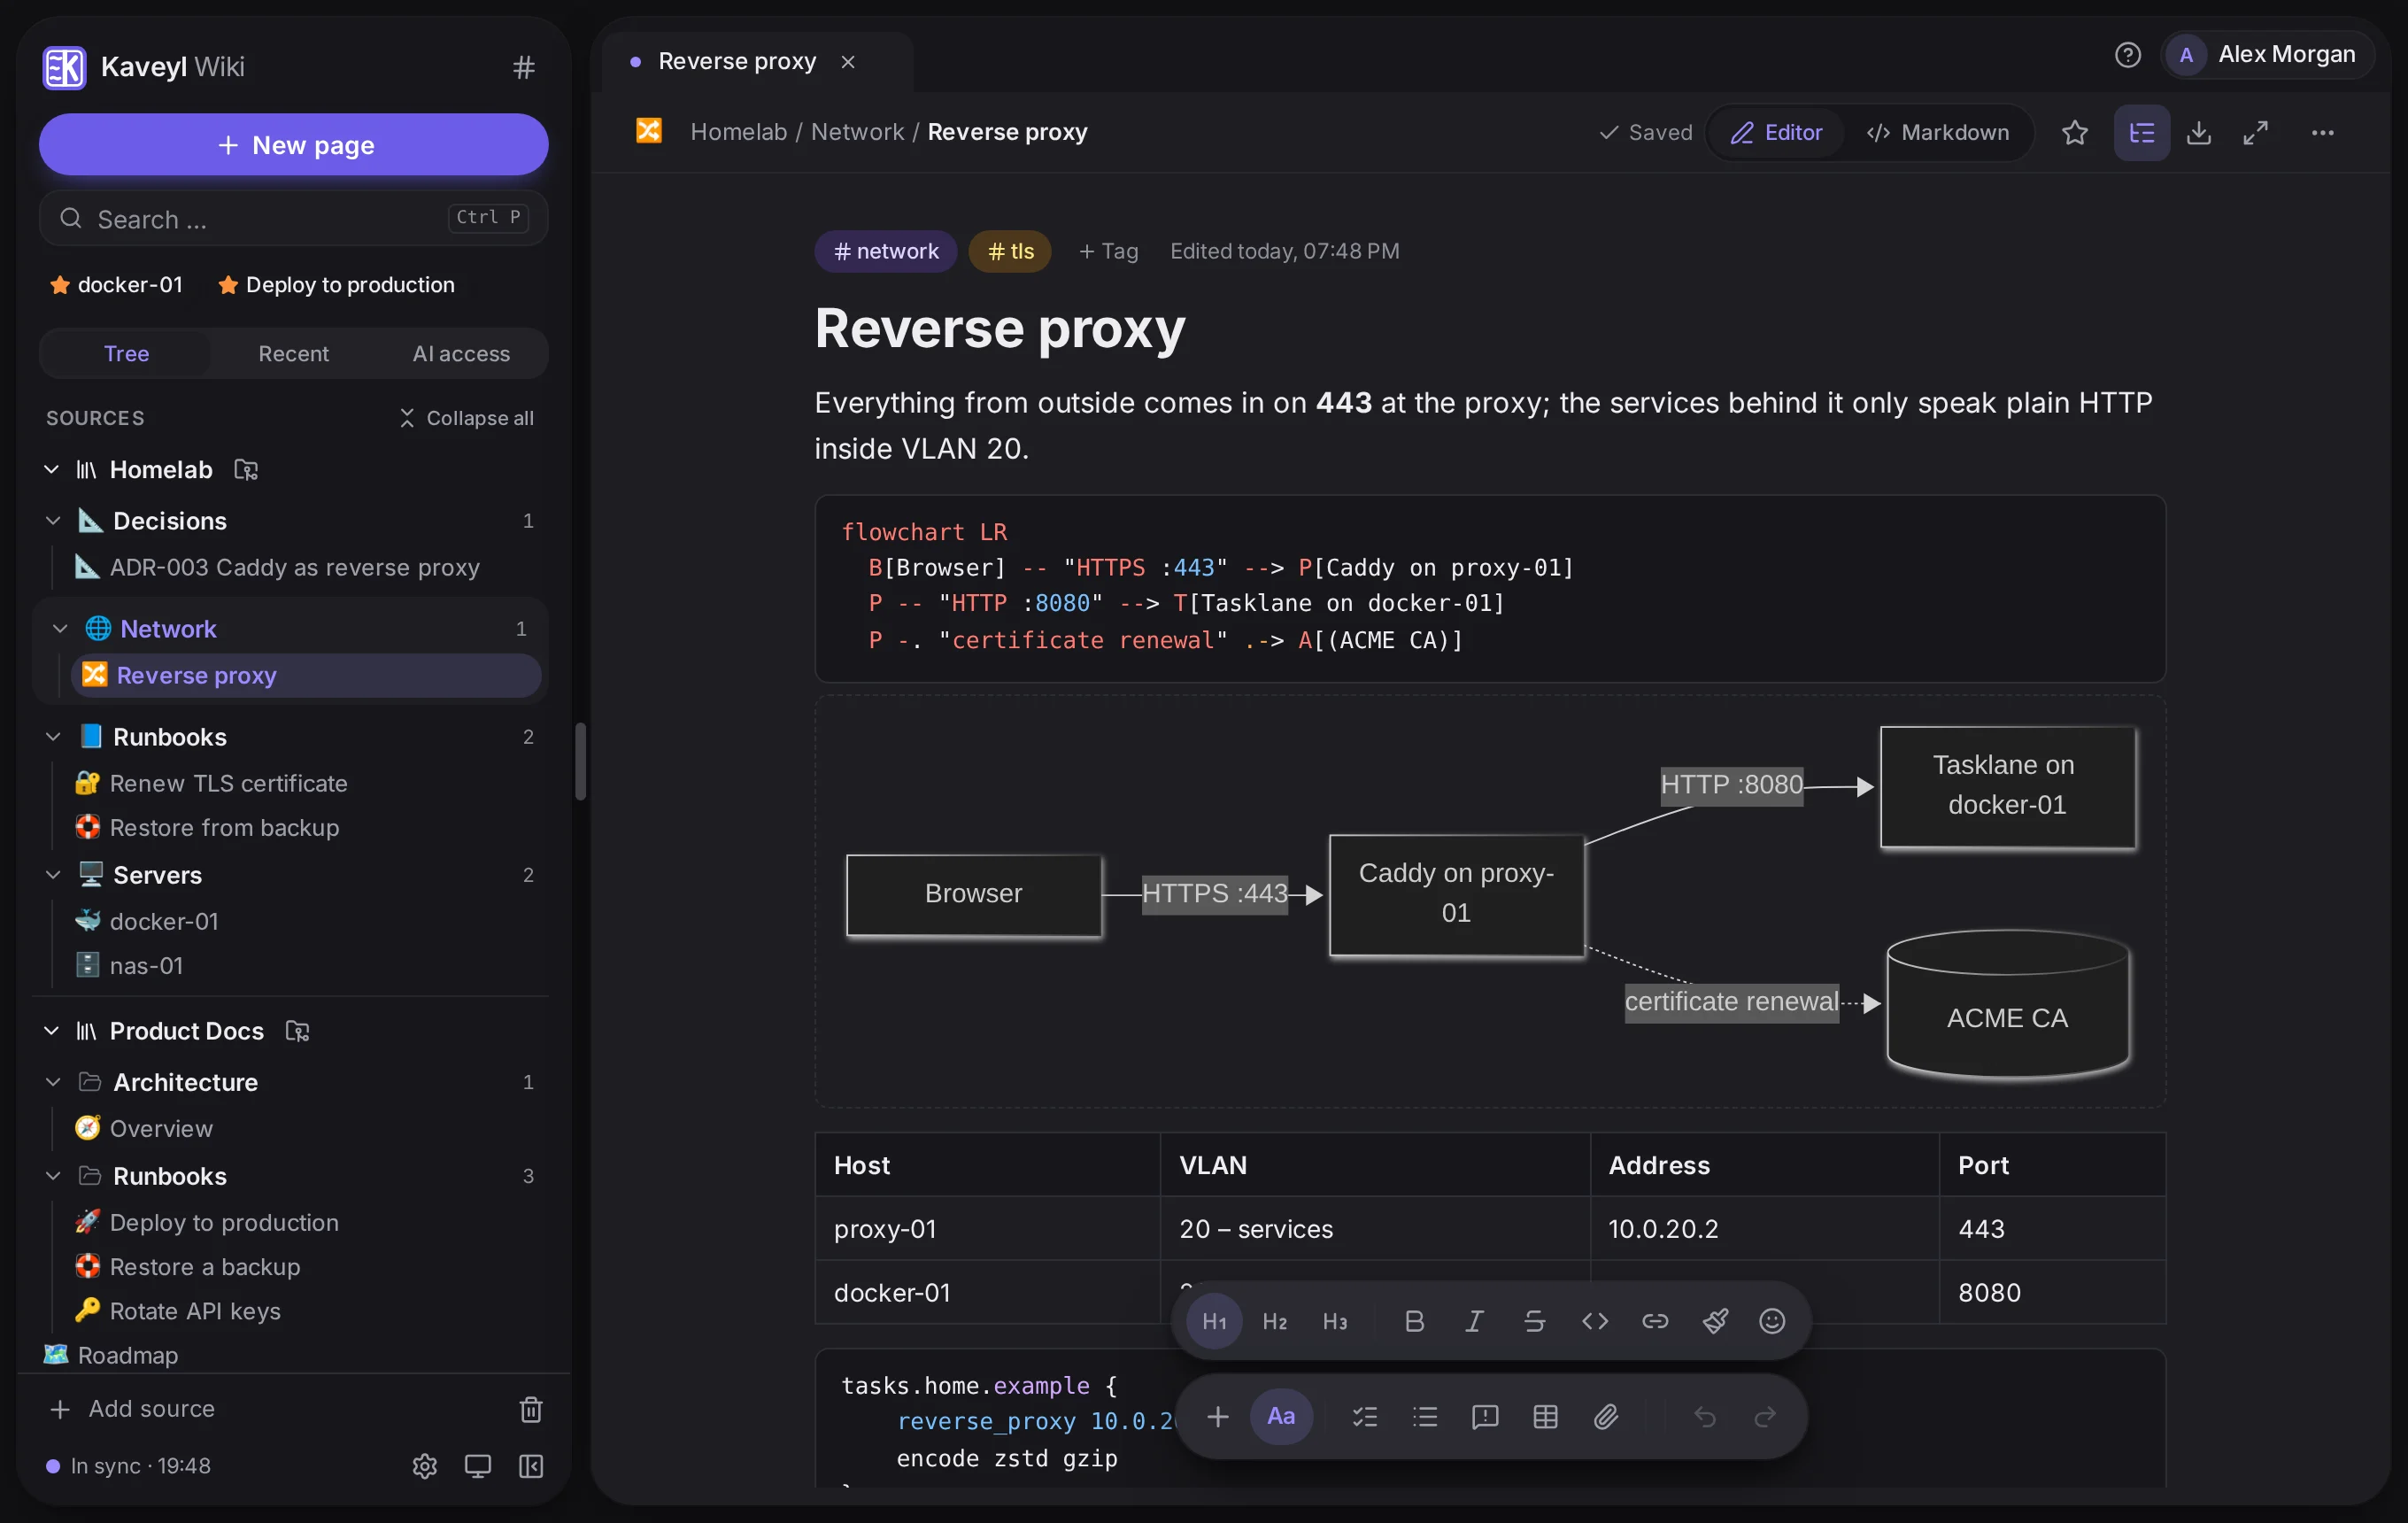 Kaveyl Wiki
New page
Search ...
Ctrl P
docker-01
Deploy to production
Tree
Recent
AI access
SOURCES
Collapse all
Homelab
Decisions 1
ADR-003 Caddy as reverse proxy
Network 1
Reverse proxy
Runbooks 2
Renew TLS certificate
Restore from backup
Servers 2
docker-01
nas-01
Product Docs
Architecture 1
Overview
Runbooks 3
Deploy to production
Restore a backup
Rotate API keys
Roadmap
Add source
In sync · 19:48
Reverse proxy
A Alex Morgan
Homelab / Network / Reverse proxy
Saved
Editor
Markdown
# network
# tls
+ Tag
Edited today, 07:48 PM
Reverse proxy
Everything from outside comes in on 443 at the proxy; the services behind it only speak plain HTTP
inside VLAN 20.
flowchart LR
B[Browser] -- "HTTPS :443" --> P[Caddy on proxy-01]
P -- "HTTP :8080" --> T[Tasklane on docker-01]
P -. "certificate renewal" .-> A[(ACME CA)]
Browser
HTTPS :443
Caddy on proxy-
01
HTTP :8080
Tasklane on
docker-01
certificate renewal
ACME CA
Host VLAN Address Port
proxy-01 20 – services 10.0.20.2 443
docker-01 8080
H1 H2 H3
tasks.home.example {
reverse_proxy 10.0.2
encode zstd gzip
Aa